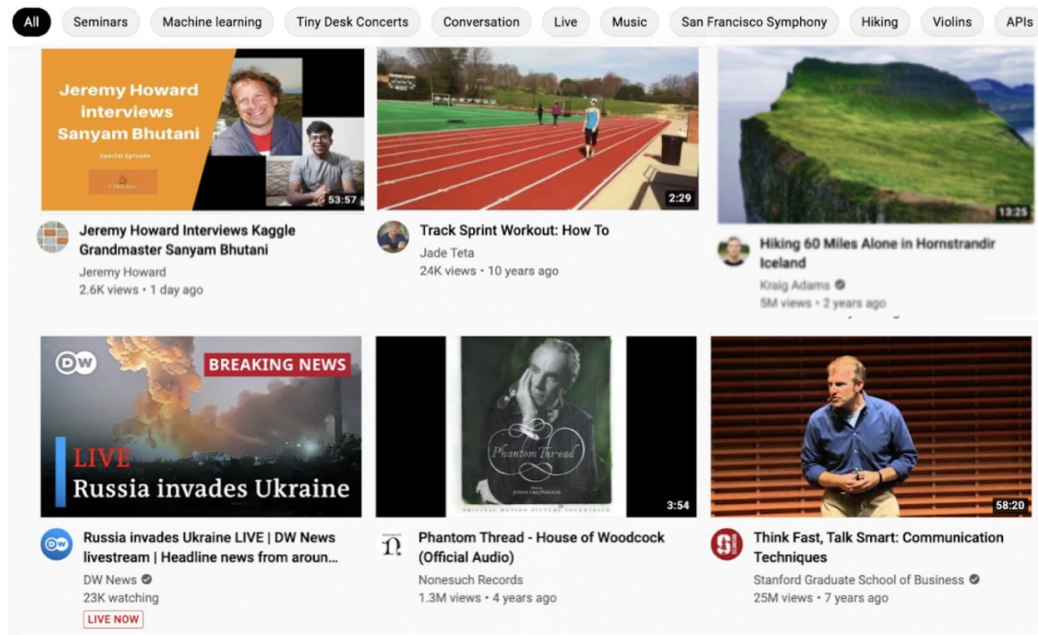 All Seminars Machine learning Tiny Desk Concerts Conversation Live Music San Francisco Symphony Hiking Violins APIs
Jeremy Howard
interviews
Sanyam Bhutani
Special Episode
53:57
Jeremy Howard Interviews Kaggle
Grandmaster Sanyam Bhutani
Jeremy Howard
2.6K views • 1 day ago
2:29
Track Sprint Workout: How To
Jade Teta
24K views • 10 years ago
13:25
Hiking 60 Miles Alone in Hornstrandir
Iceland
Kraig Adams
5M views • 2 years ago
DW
BREAKING NEWS
LIVE
Russia invades Ukraine
DW
Russia invades Ukraine LIVE | DW News
livestream | Headline news from aroun...
DW News
23K watching
LIVE NOW
Phantom Thread
ORIGINAL MOTION PICTURE SOUNDTRACK
3:54
Phantom Thread - House of Woodcock
(Official Audio)
Nonesuch Records
1.3M views • 4 years ago
58:20
Think Fast, Talk Smart: Communication
Techniques
Stanford Graduate School of Business
25M views • 7 years ago